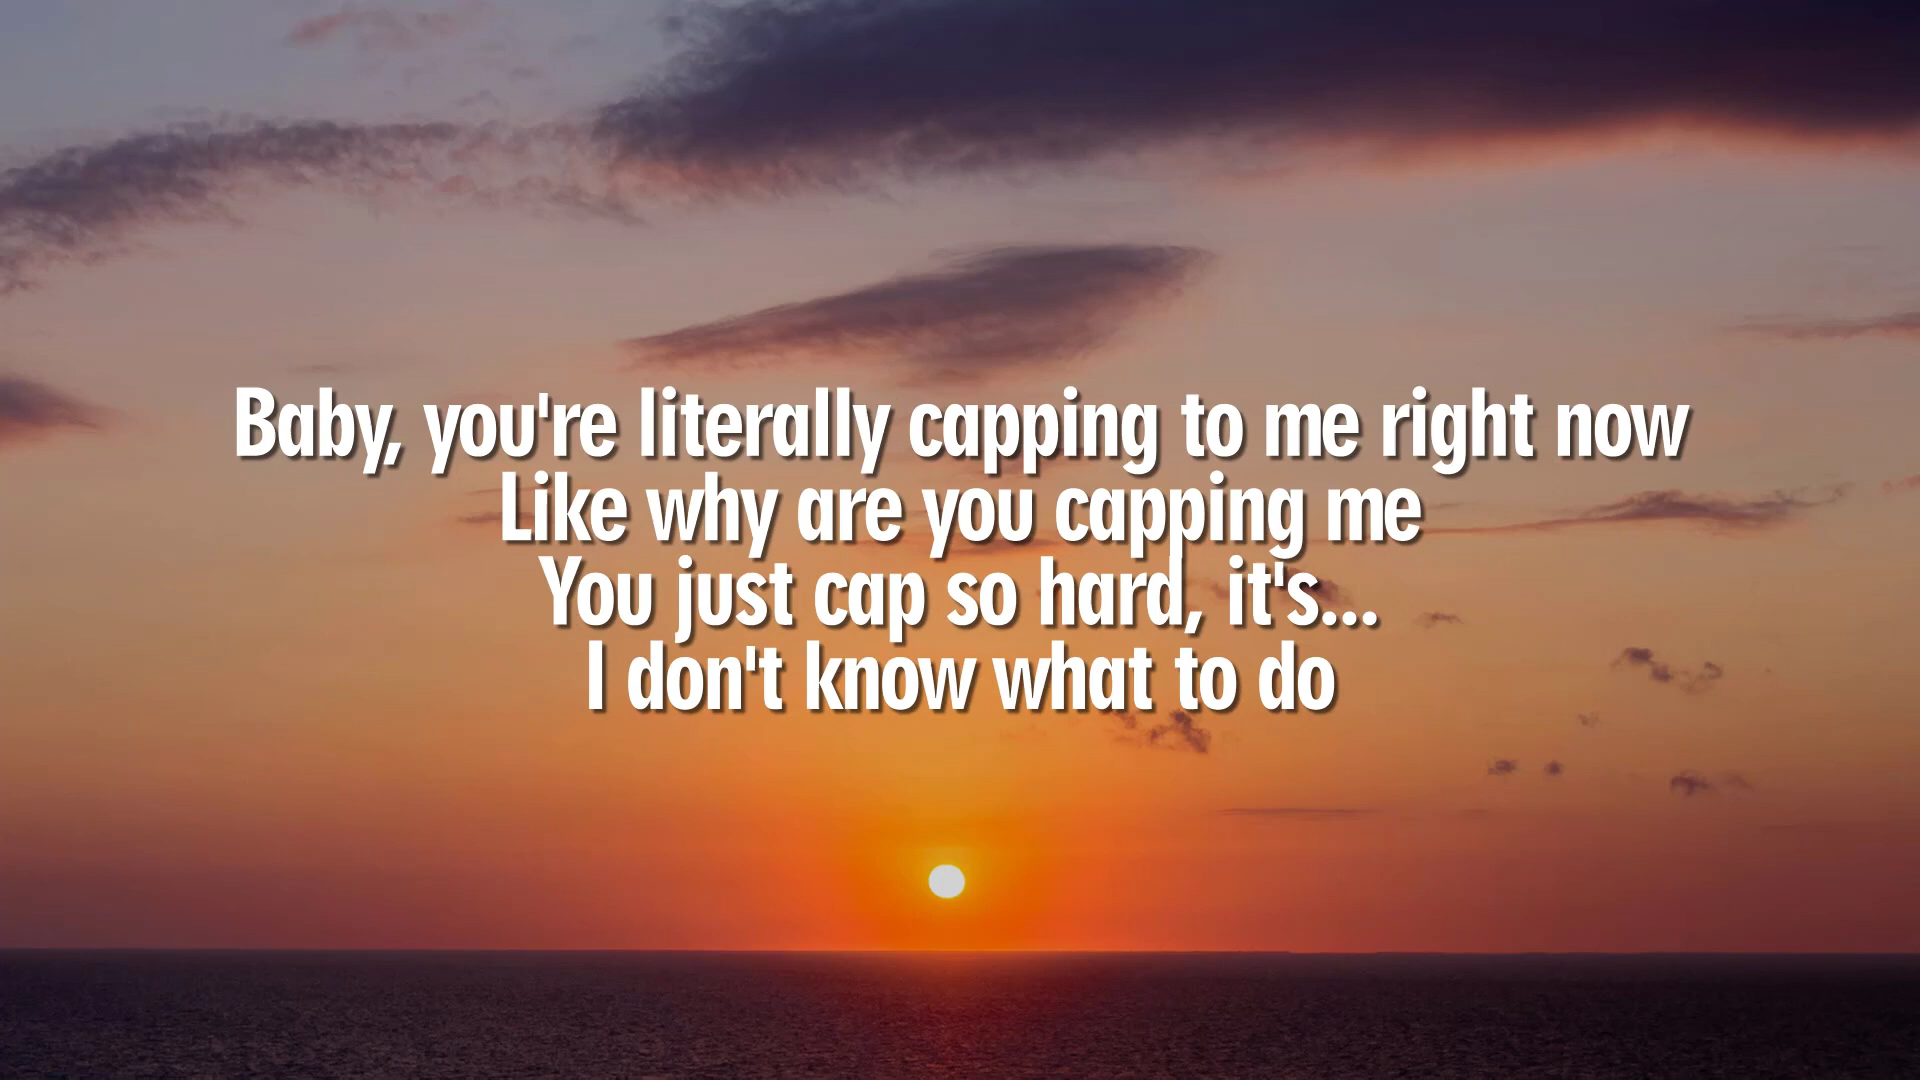 Baby, you're literally capping to me right now
Like why are you capping me
You just cap so hard, it's...
I don't know what to do